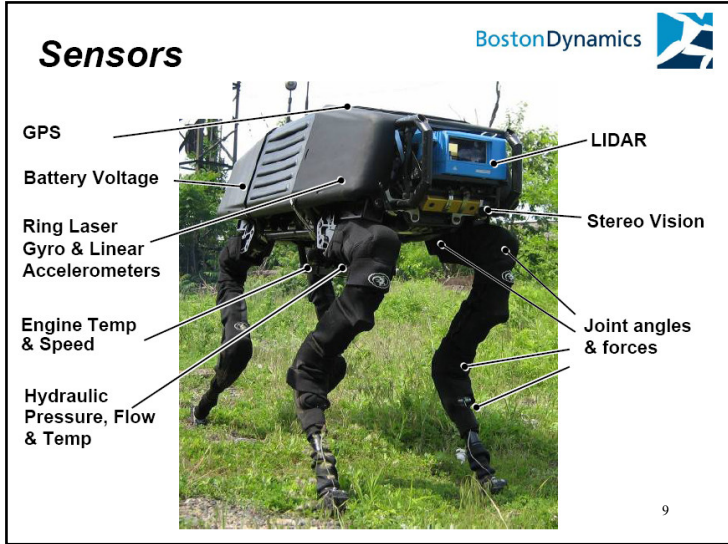 Sensors
BostonDynamics
GPS
Battery Voltage
Ring Laser
Gyro & Linear
Accelerometers
Engine Temp
& Speed
Hydraulic
Pressure, Flow
& Temp
LIDAR
Stereo Vision
Joint angles
& forces
9